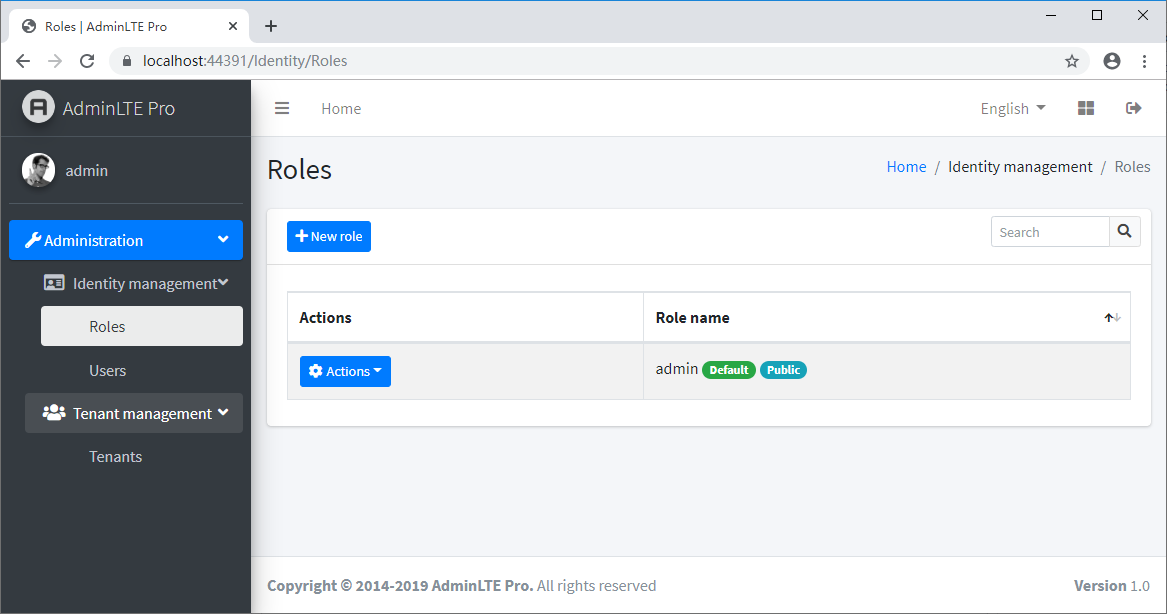 Roles | AdminLTE Pro
localhost:44391/Identity/Roles
AdminLTE Pro
Home
English
admin
Roles
Home / Identity management / Roles
Administration
New role
Search
Identity management
Roles
Users
Tenant management
Tenants
Actions
Role name
Actions
admin Default Public
Copyright © 2014-2019 AdminLTE Pro. All rights reserved
Version 1.0